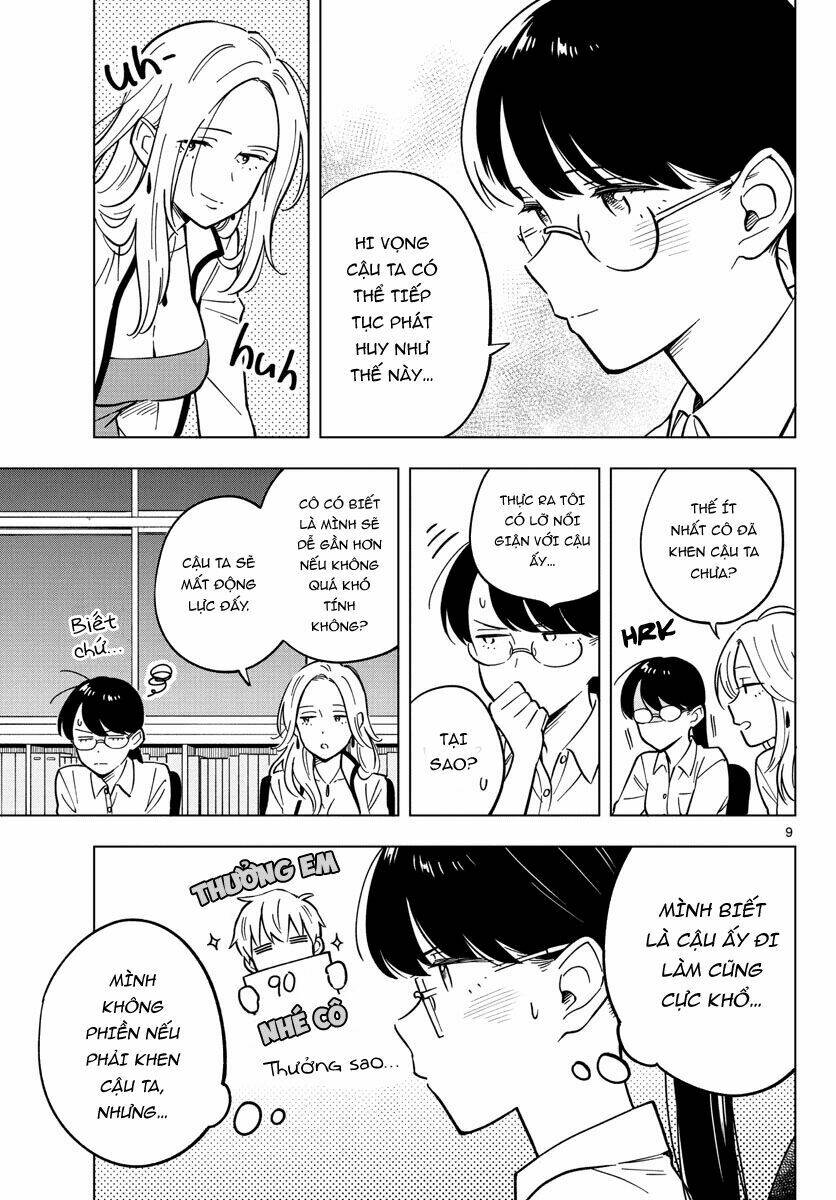 HI VỌNG
CẬU TA CÓ
THỂ TIẾP
TỤC PHÁT
HUY NHƯ
THẾ NÀY...
uh-
huh
THẾ ÍT
NHẤT CÔ ĐÃ
KHEN CẬU TA
CHƯA?
HRK
THỰC RA TÔI
CÓ LỠ NỔI
GIẬN VỚI CẬU
ẤY...
TẠI
SAO?
CÔ CÓ BIẾT
LÀ MÌNH SẼ
DỄ GẦN HƠN
NẾU KHÔNG
QUÁ KHÓ
TÍNH
KHÔNG?
CẬU TA SẼ
MẤT ĐỘNG
LỰC ĐẤY.
Biết
chứ...
9
MÌNH BIẾT
LÀ CẬU ẤY ĐI
LÀM CŨNG
CỰC KHỔ...
THƯỞNG EM
90
NHÉ CÔ
Thưởng sao...
MÌNH
KHÔNG
PHIỀN NẾU
PHẢI KHEN
CẬU TA,
NHƯNG...